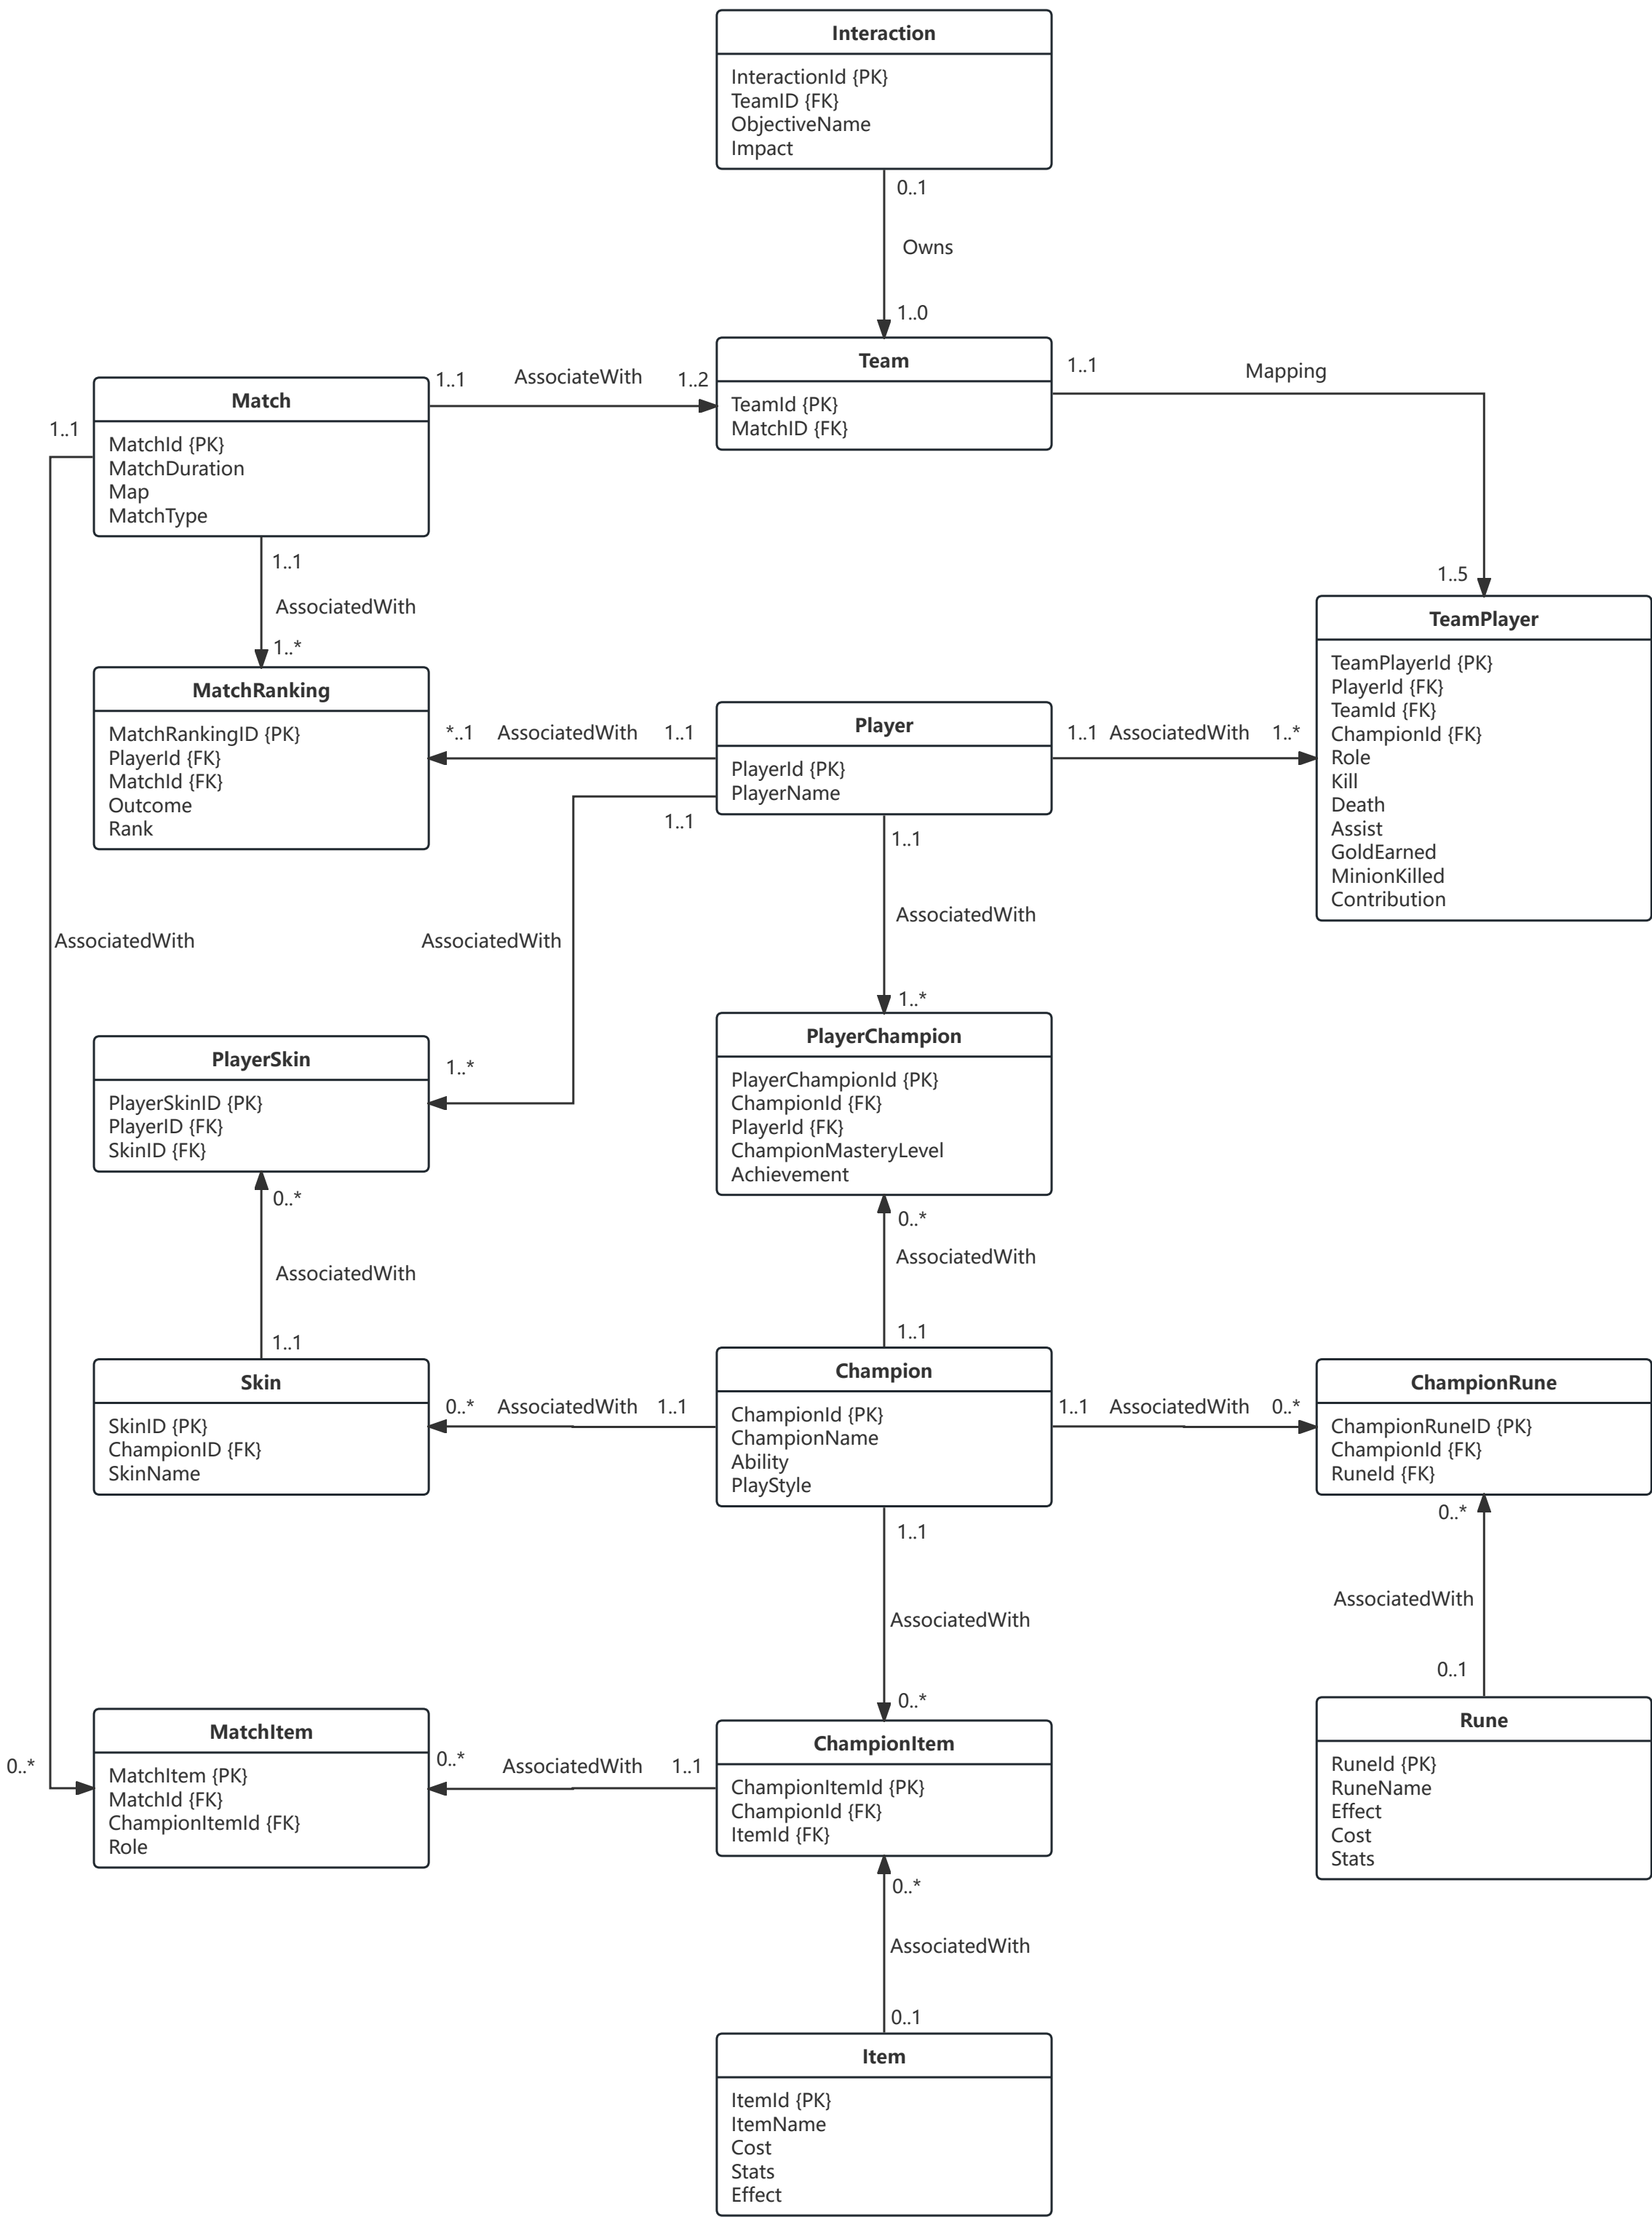 Interaction
InteractionId {PK}
TeamID {FK}
ObjectiveName
Impact
0..1
Owns
1..0
Team
TeamId {PK}
MatchID {FK}
1..1
AssociateWith
1..2
Match
MatchId {PK}
MatchDuration
Map
MatchType
1..1
1..1
Mapping
1..5
1..1
AssociatedWith
1..*
TeamPlayer
TeamPlayerId {PK}
PlayerId {FK}
TeamId {FK}
ChampionId {FK}
Role
Kill
Death
Assist
GoldEarned
MinionKilled
Contribution
MatchRanking
MatchRankingID {PK}
PlayerId {FK}
MatchId {FK}
Outcome
Rank
*..1
AssociatedWith
1..1
Player
PlayerId {PK}
PlayerName
1..1
AssociatedWith
1..*
1..1
1..1
AssociatedWith
AssociatedWith
AssociatedWith
1..*
1..*
PlayerSkin
PlayerSkinID {PK}
PlayerID {FK}
SkinID {FK}
PlayerChampion
PlayerChampionId {PK}
ChampionId {FK}
PlayerId {FK}
ChampionMasteryLevel
Achievement
0..*
AssociatedWith
1..1
0..*
AssociatedWith
1..1
Skin
SkinID {PK}
ChampionID {FK}
SkinName
0..*
AssociatedWith
1..1
Champion
ChampionId {PK}
ChampionName
Ability
PlayStyle
1..1
AssociatedWith
0..*
ChampionRune
ChampionRuneID {PK}
ChampionId {FK}
RuneId {FK}
0..*
AssociatedWith
0..1
1..1
AssociatedWith
0..*
MatchItem
MatchItem {PK}
MatchId {FK}
ChampionItemId {FK}
Role
0..*
0..*
AssociatedWith
1..1
ChampionItem
ChampionItemId {PK}
ChampionId {FK}
ItemId {FK}
Rune
RuneId {PK}
RuneName
Effect
Cost
Stats
0..*
AssociatedWith
0..1
Item
ItemId {PK}
ItemName
Cost
Stats
Effect